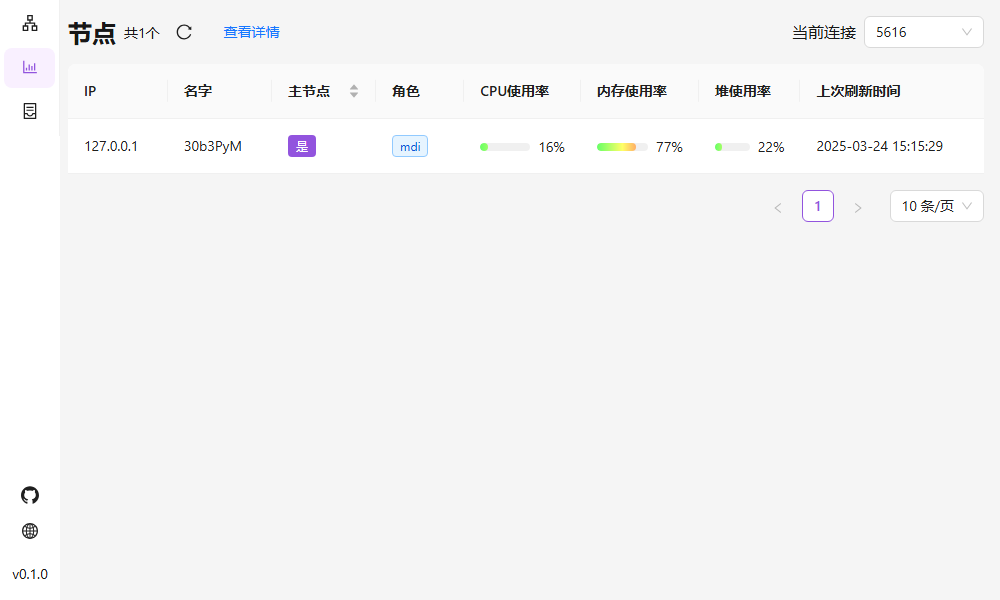 节点 共1个 查看详情 当前连接 5616
IP 名字 主节点 角色 CPU使用率 内存使用率 堆使用率 上次刷新时间
127.0.0.1 30b3PyM 是 mdi 16% 77% 22% 2025-03-24 15:15:29
< 1 > 10 条/页
v0.1.0